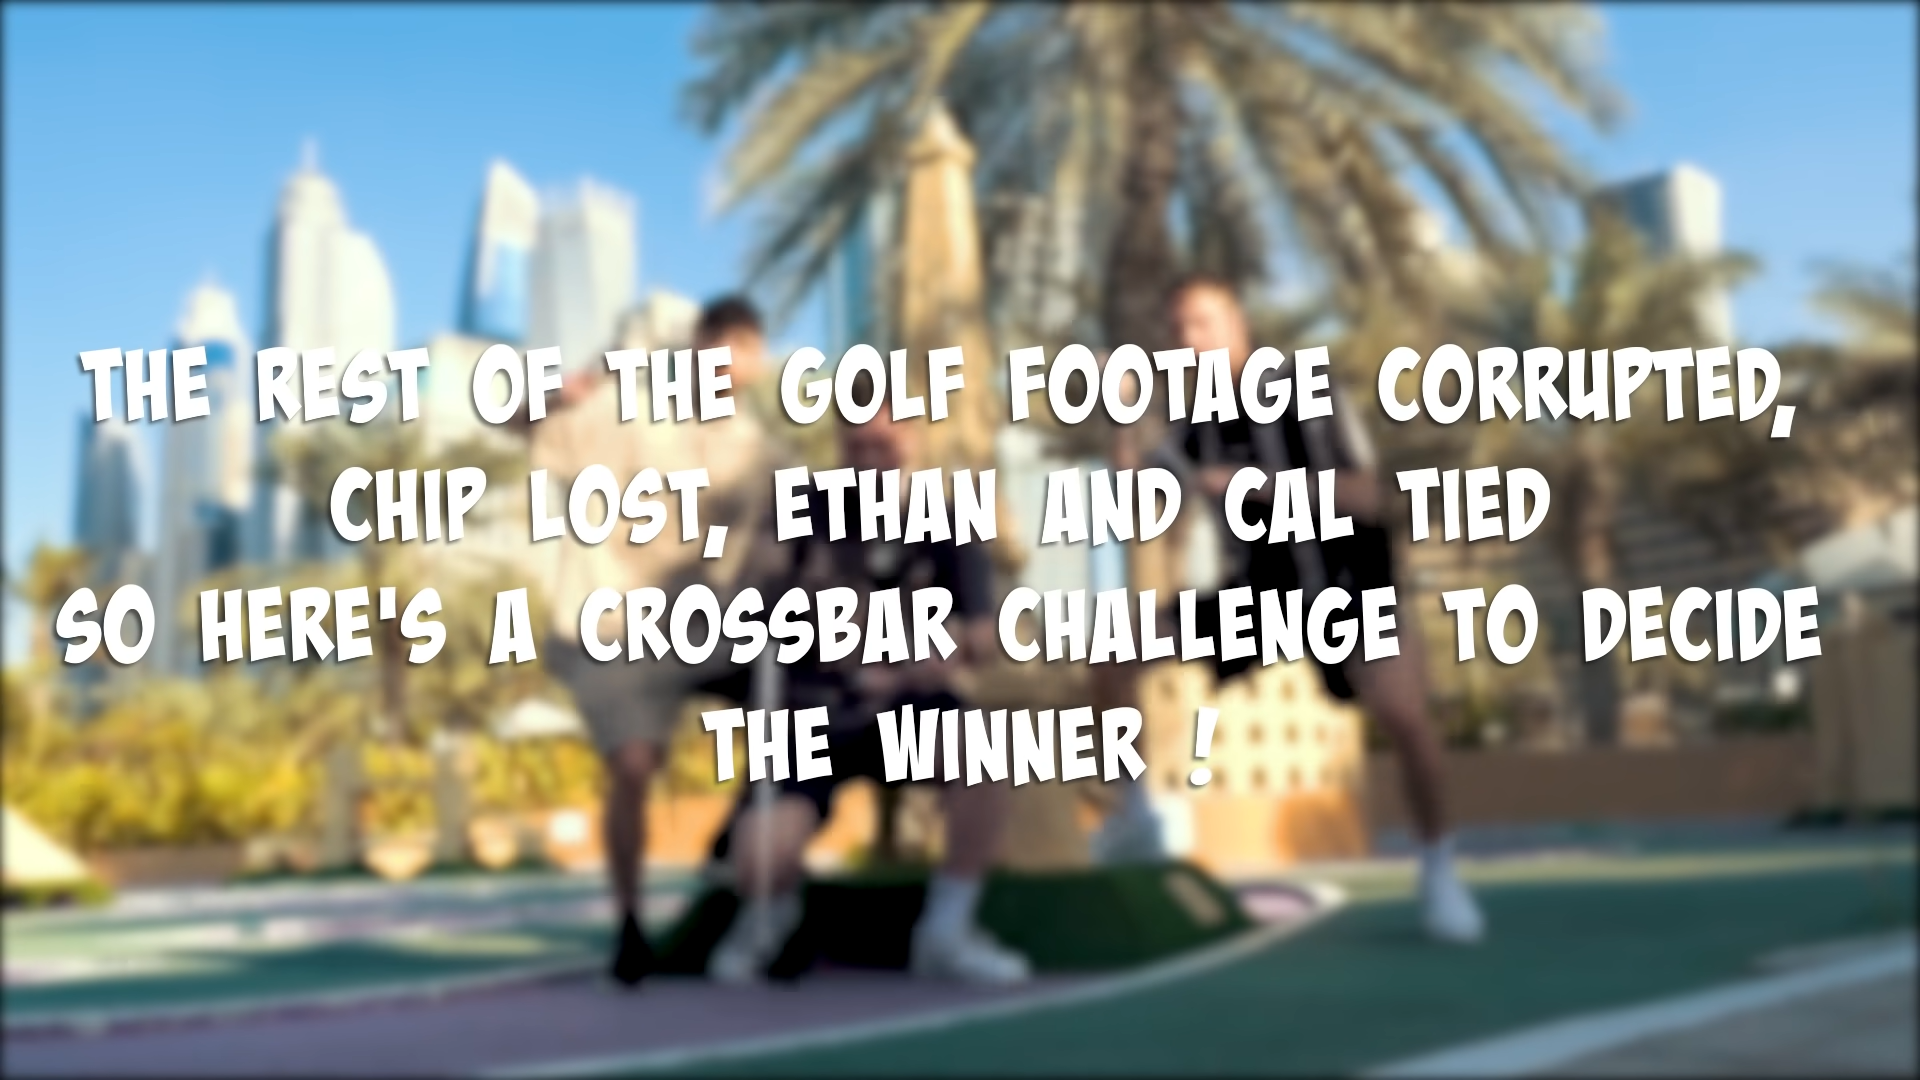 THE REST OF THE GOLF FOOTAGE CORRUPTED,
CHIP LOST, ETHAN AND CAL TIED
SO HERE'S A CROSSBAR CHALLENGE TO DECIDE
THE WINNER !